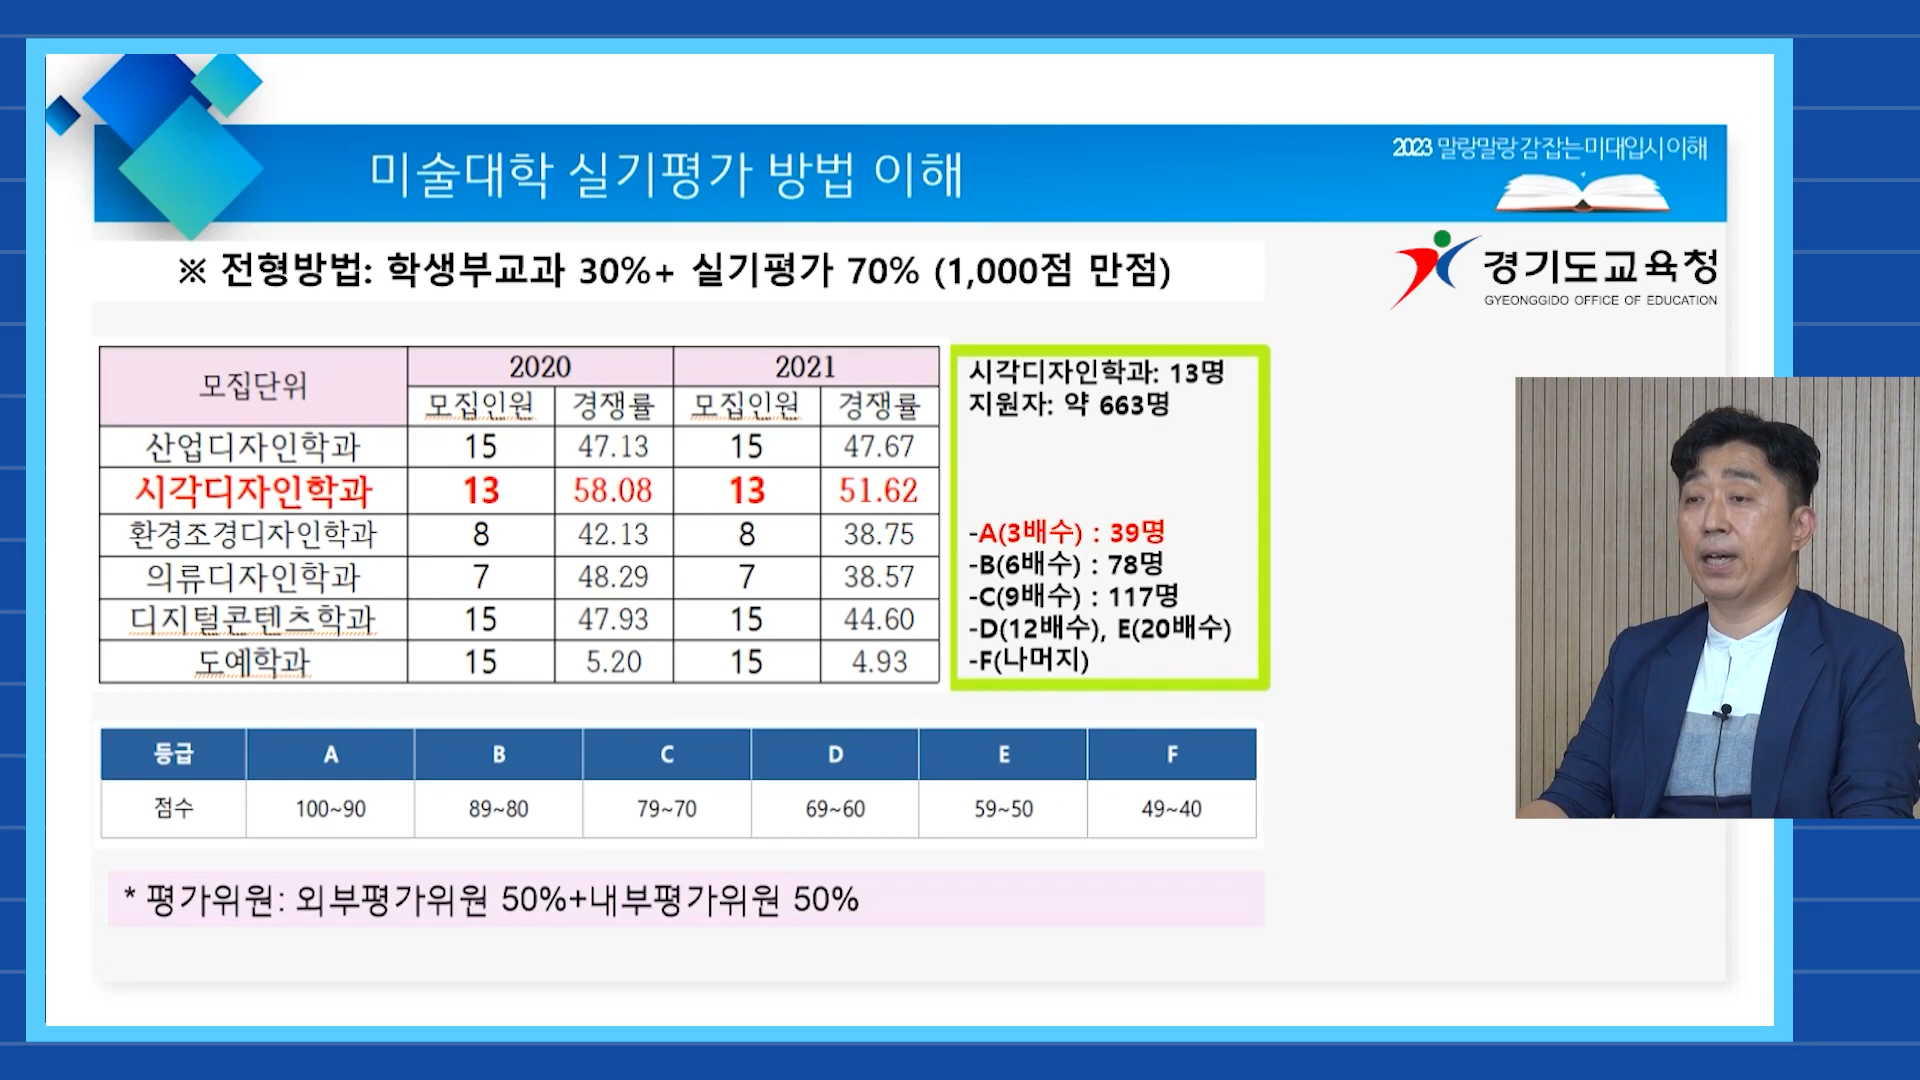 2023 말랑말랑 감 잡는 미대입시 이해
미술대학 실기평가 방법 이해
경기도교육청
GYEONGGIDO OFFICE OF EDUCATION
※ 전형방법: 학생부교과 30%+ 실기평가 70% (1,000점 만점)
모집단위 2020 2021
모집인원 경쟁률 모집인원 경쟁률
산업디자인학과 15 47.13 15 47.67
시각디자인학과 13 58.08 13 51.62
환경조경디자인학과 8 42.13 8 38.75
의류디자인학과 7 48.29 7 38.57
디지털콘텐츠학과 15 47.93 15 44.60
도예학과 15 5.20 15 4.93
시각디자인학과: 13명
지원자: 약 663명
-A(3배수) : 39명
-B(6배수) : 78명
-C(9배수) : 117명
-D(12배수), E(20배수)
-F(나머지)
등급 A B C D E F
점수 100~90 89~80 79~70 69~60 59~50 49~40
* 평가위원: 외부평가위원 50%+내부평가위원 50%